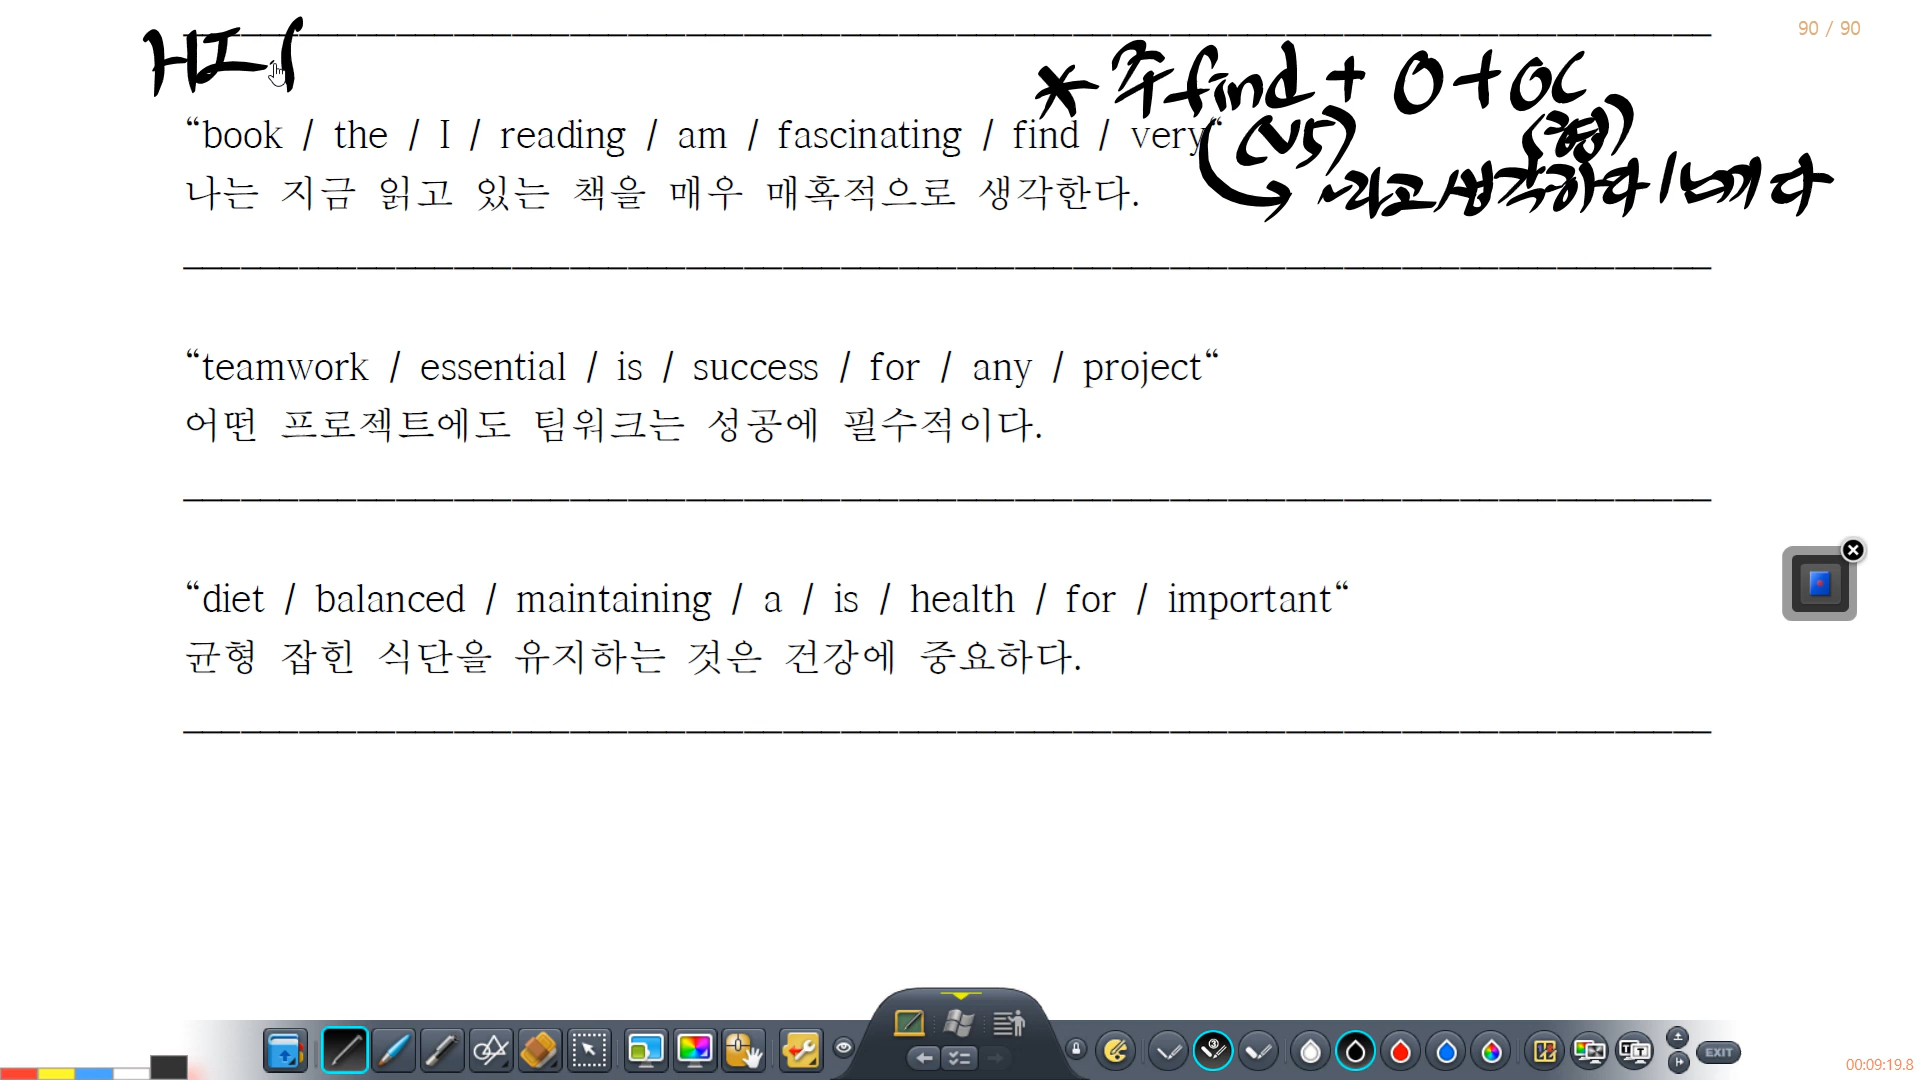 90 / 90
* 주 find + O + OC
"book / the / I / reading / am / fascinating / find / very"
(V5) (형)
나는 지금 읽고 있는 책을 매우 매혹적으로 생각한다.
~라고 생각하다/느끼다
"teamwork / essential / is / success / for / any / project"
어떤 프로젝트에도 팀워크는 성공에 필수적이다.
"diet / balanced / maintaining / a / is / health / for / important"
균형 잡힌 식단을 유지하는 것은 건강에 중요하다.
EXIT
00:09:19.8